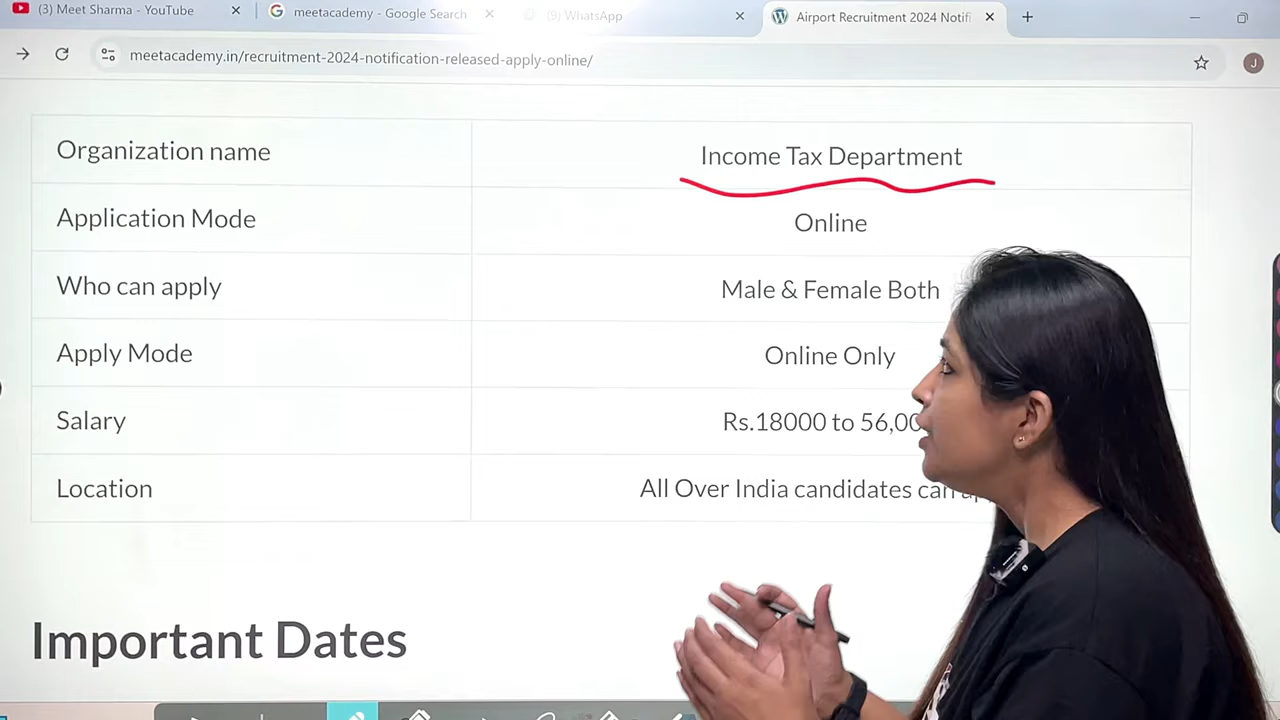 (3) Meet Sharma - YouTube
meetacademy - Google Search
(9) WhatsApp
Airport Recruitment 2024 Notifi
meetacademy.in/recruitment-2024-notification-released-apply-online/
J
Organization name
Income Tax Department
Application Mode
Online
Who can apply
Male & Female Both
Apply Mode
Online Only
Salary
Rs.18000 to 56,00
Location
All Over India candidates can
Important Dates